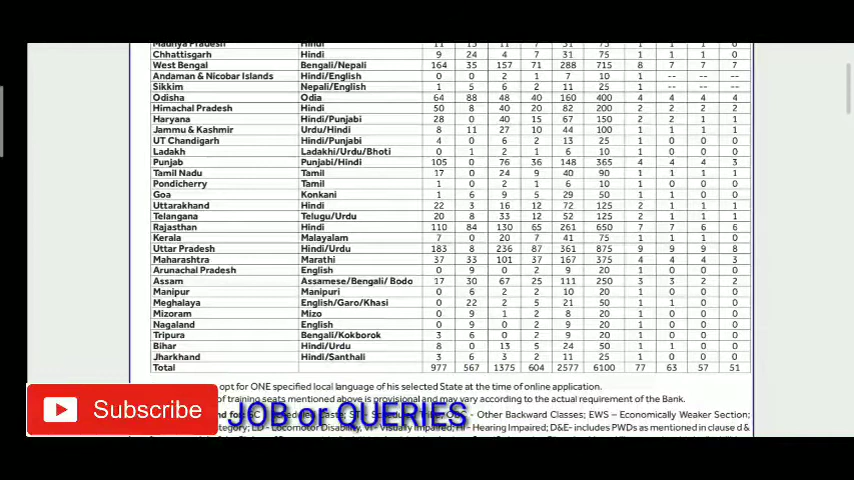 Madhya Pradesh Hindi 11 13 11 7 31 75 1 1 1 0
Chhattisgarh Hindi 9 24 4 7 31 75 1 1 1 0
West Bengal Bengali/Nepali 164 35 157 71 288 715 8 7 7 7
Andaman & Nicobar Islands Hindi/English 0 0 2 1 7 10 1 -- -- --
Sikkim Nepali/English 1 5 6 2 11 25 1 -- -- --
Odisha Odia 64 88 48 40 160 400 4 4 4 4
Himachal Pradesh Hindi 50 8 40 20 82 200 2 2 2 2
Haryana Hindi/Punjabi 28 0 40 15 67 150 2 2 1 1
Jammu & Kashmir Urdu/Hindi 8 11 27 10 44 100 1 1 1 1
UT Chandigarh Hindi/Punjabi 4 0 6 2 13 25 1 0 0 0
Ladakh Ladakhi/Urdu/Bhoti 0 1 2 1 6 10 1 0 0 0
Punjab Punjabi/Hindi 105 0 76 36 148 365 4 4 4 3
Tamil Nadu Tamil 17 0 24 9 40 90 1 1 1 1
Pondicherry Tamil 1 0 2 1 6 10 1 0 0 0
Goa Konkani 1 6 9 5 29 50 1 1 0 0
Uttarakhand Hindi 22 3 16 12 72 125 2 1 1 1
Telangana Telugu/Urdu 20 8 33 12 52 125 2 1 1 1
Rajasthan Hindi 110 84 130 65 261 650 7 7 6 6
Kerala Malayalam 7 0 20 7 41 75 1 1 1 0
Uttar Pradesh Hindi/Urdu 183 8 236 87 361 875 9 9 9 8
Maharashtra Marathi 37 33 101 37 167 375 4 4 4 3
Arunachal Pradesh English 0 9 0 2 9 20 1 0 0 0
Assam Assamese/Bengali/ Bodo 17 30 67 25 111 250 3 3 2 2
Manipur Manipuri 0 6 2 2 10 20 1 0 0 0
Meghalaya English/Garo/Khasi 0 22 2 5 21 50 1 1 0 0
Mizoram Mizo 0 9 1 2 8 20 1 0 0 0
Nagaland English 0 9 0 2 9 20 1 0 0 0
Tripura Bengali/Kokborok 3 6 0 2 9 20 1 0 0 0
Bihar Hindi/Urdu 8 0 13 5 24 50 1 1 0 0
Jharkhand Hindi/Santhali 3 6 3 2 11 25 1 0 0 0
Total 977 567 1375 604 2577 6100 77 63 57 51
opt for ONE specified local language of his selected State at the time of online application.
of training seats mentioned above is provisional and may vary according to the actual requirement of the Bank.
Other Backward Classes; EWS – Economically Weaker Section;
LD - Locomotor Disability, VI - Visually Impaired; HI - Hearing Impaired; D&E- includes PWDs as mentioned in clause d &
Subscribe
JOB or QUERIES